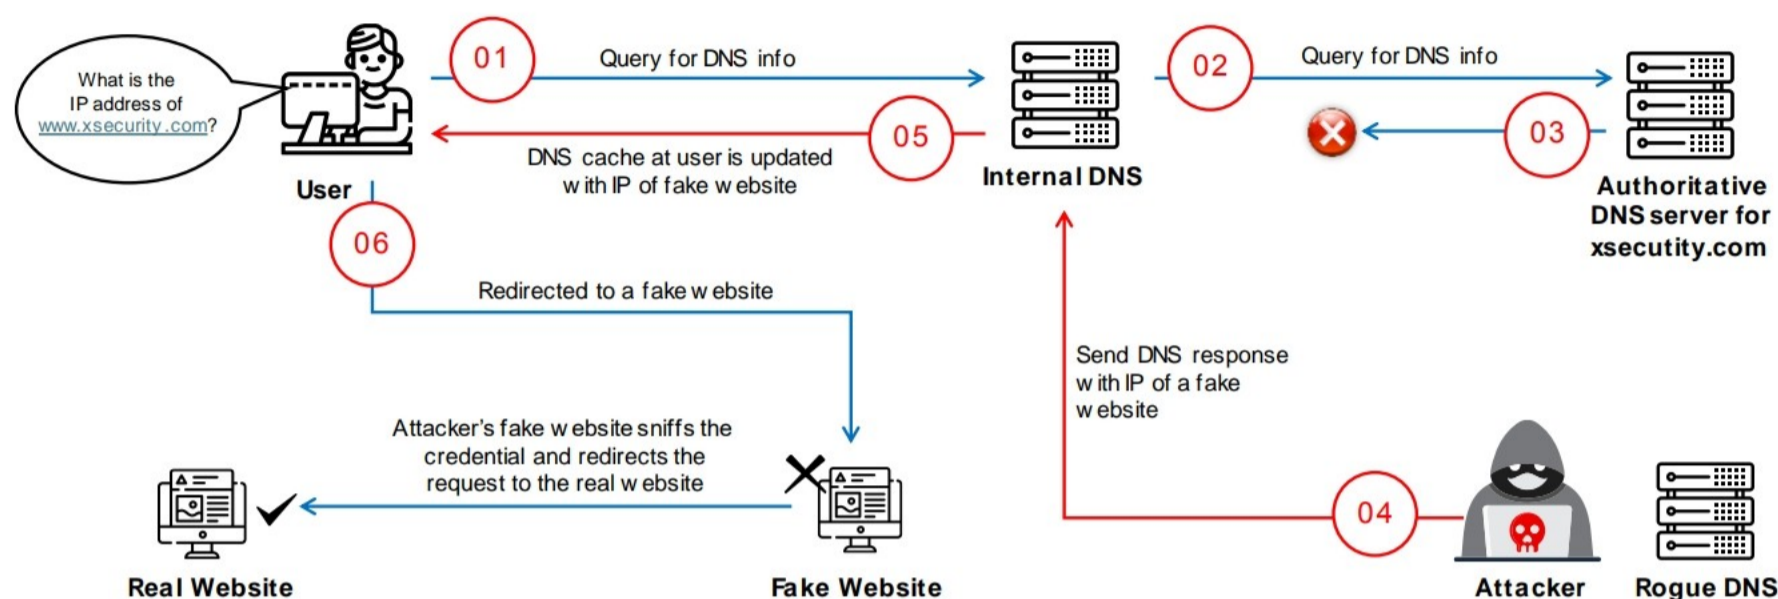 What is the
IP address of
www.xsecurity.com?
User
01
Query for DNS info
05
DNS cache at user is updated
with IP of fake website
Internal DNS
02
Query for DNS info
03
Authoritative
DNS server for
xsecutity.com
06
Redirected to a fake website
Send DNS response
with IP of a fake
website
04
Attacker's fake website sniffs the
credential and redirects the
request to the real website
Real Website
Fake Website
Attacker
Rogue DNS